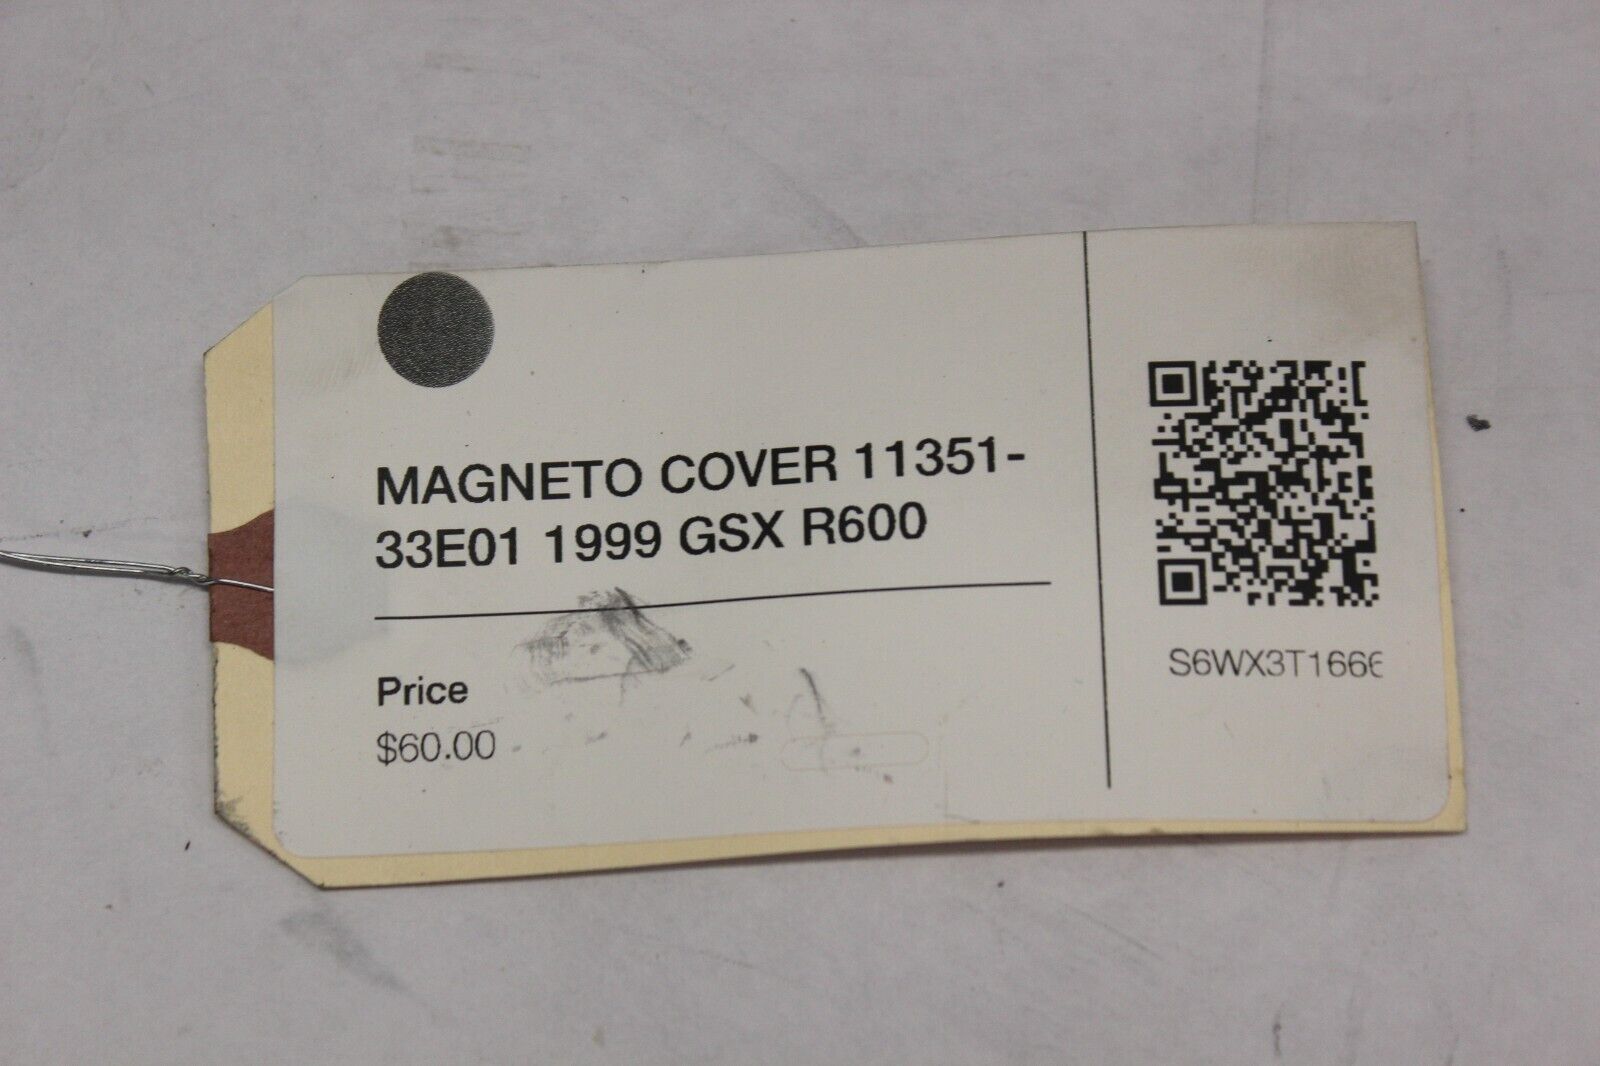 MAGNETO COVER 11351-
33E01 1999 GSX R600
Price
$60.00
S6WX3T1666